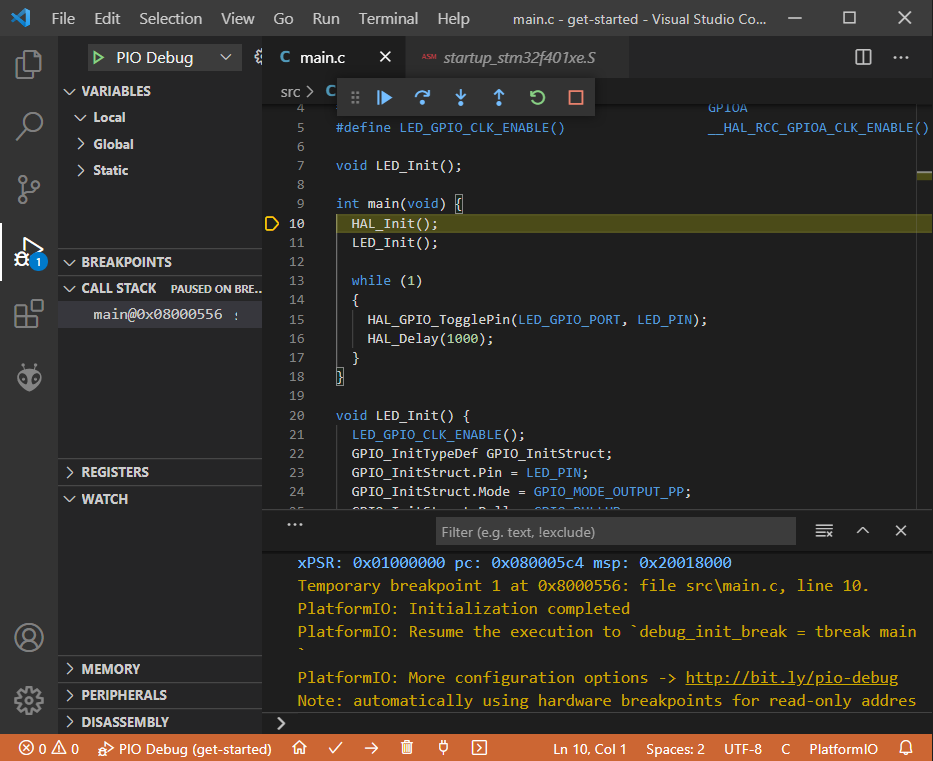 File Edit Selection View Go Run Terminal Help main.c - get-started - Visual Studio Co...
PIO Debug
C main.c
ASM startup_stm32f401xe.S
src > C
VARIABLES
Local
Global
Static
BREAKPOINTS
CALL STACK PAUSED ON BRE...
main@0x08000556
REGISTERS
WATCH
MEMORY
PERIPHERALS
DISASSEMBLY
1
4 GPIOA
5 #define LED_GPIO_CLK_ENABLE() __HAL_RCC_GPIOA_CLK_ENABLE()
6
7 void LED_Init();
8
9 int main(void) {
10 HAL_Init();
11 LED_Init();
12
13 while (1)
14 {
15 HAL_GPIO_TogglePin(LED_GPIO_PORT, LED_PIN);
16 HAL_Delay(1000);
17 }
18 }
19
20 void LED_Init() {
21 LED_GPIO_CLK_ENABLE();
22 GPIO_InitTypeDef GPIO_InitStruct;
23 GPIO_InitStruct.Pin = LED_PIN;
24 GPIO_InitStruct.Mode = GPIO_MODE_OUTPUT_PP;
Filter (e.g. text, !exclude)
xPSR: 0x01000000 pc: 0x080005c4 msp: 0x20018000
Temporary breakpoint 1 at 0x8000556: file src\main.c, line 10.
PlatformIO: Initialization completed
PlatformIO: Resume the execution to `debug_init_break = tbreak main
`
PlatformIO: More configuration options -> http://bit.ly/pio-debug
Note: automatically using hardware breakpoints for read-only addres
0 0 PIO Debug (get-started) Ln 10, Col 1 Spaces: 2 UTF-8 C PlatformIO